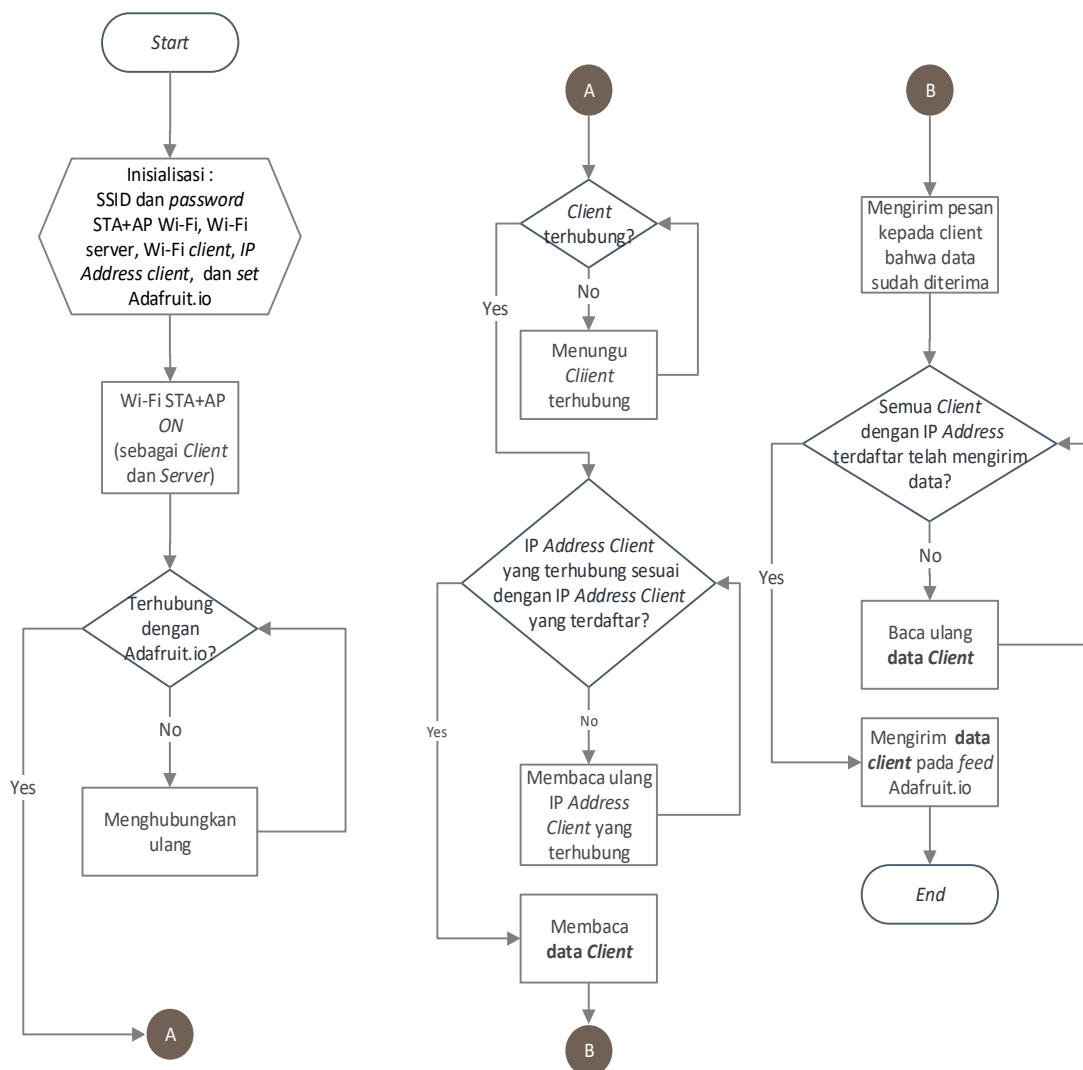 Start
Inisialisasi :
SSID dan password
STA+AP Wi-Fi, Wi-Fi
server, Wi-Fi client, IP
Address client, dan set
Adafruit.io
Wi-Fi STA+AP
ON
(sebagai Client
dan Server)
Terhubung
dengan
Adafruit.io?
No
Yes
Menghubungkan
ulang
A
A
Client
terhubung?
No
Yes
Menungu
Cliient
terhubung
IP Address Client
yang terhubung sesuai
dengan IP Address Client
yang terdaftar?
No
Yes
Membaca ulang
IP Address
Client yang
terhubung
Membaca
data Client
B
B
Mengirim pesan
kepada client
bahwa data
sudah diterima
Semua Client
dengan IP Address
terdaftar telah mengirim
data?
No
Yes
Baca ulang
data Client
Mengirim data
client pada feed
Adafruit.io
End